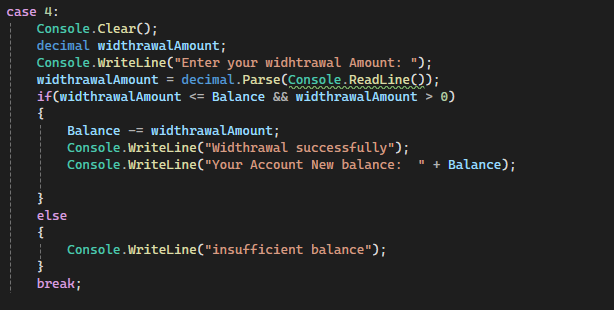 case 4:
Console.Clear();
decimal widthrawalAmount;
Console.WriteLine("Enter your widhtrawal Amount: ");
widthrawalAmount = decimal.Parse(Console.ReadLine());
if(widthrawalAmount <= Balance && widthrawalAmount > 0)
{
Balance -= widthrawalAmount;
Console.WriteLine("Widthrawal successfully");
Console.WriteLine("Your Account New balance:  " + Balance);
}
else
{
Console.WriteLine("insufficient balance");
}
break;